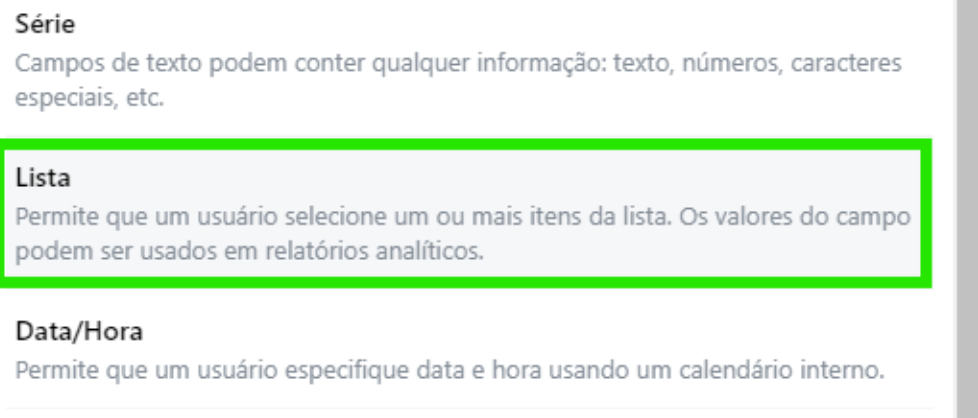 Série
Campos de texto podem conter qualquer informação: texto, números, caracteres
especiais, etc.
Lista
Permite que um usuário selecione um ou mais itens da lista. Os valores do campo
podem ser usados em relatórios analíticos.
Data/Hora
Permite que um usuário especifique data e hora usando um calendário interno.